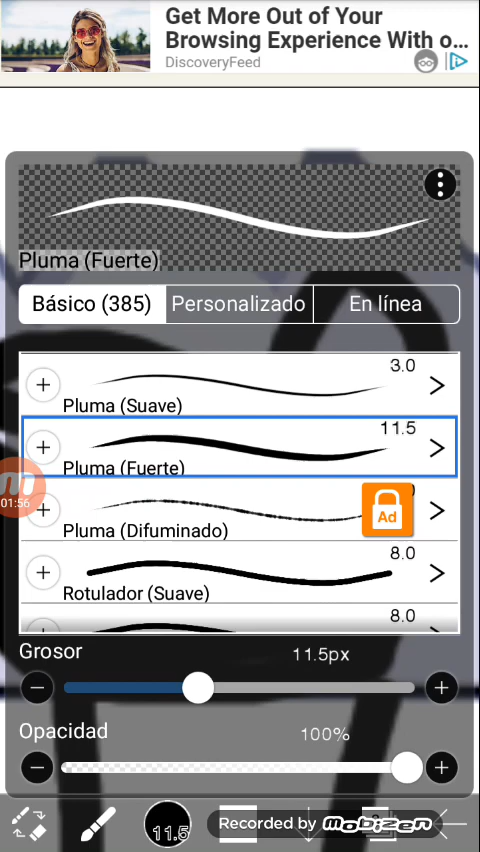 Get More Out of Your
Browsing Experience With o...
DiscoveryFeed
Pluma (Fuerte)
Básico (385)
Personalizado
En línea
3.0
Pluma (Suave)
11.5
Pluma (Fuerte)
01:56
Ad
Pluma (Difuminado)
8.0
Rotulador (Suave)
8.0
Grosor
11.5px
Opacidad
100%
11.5
Recorded by mobizen